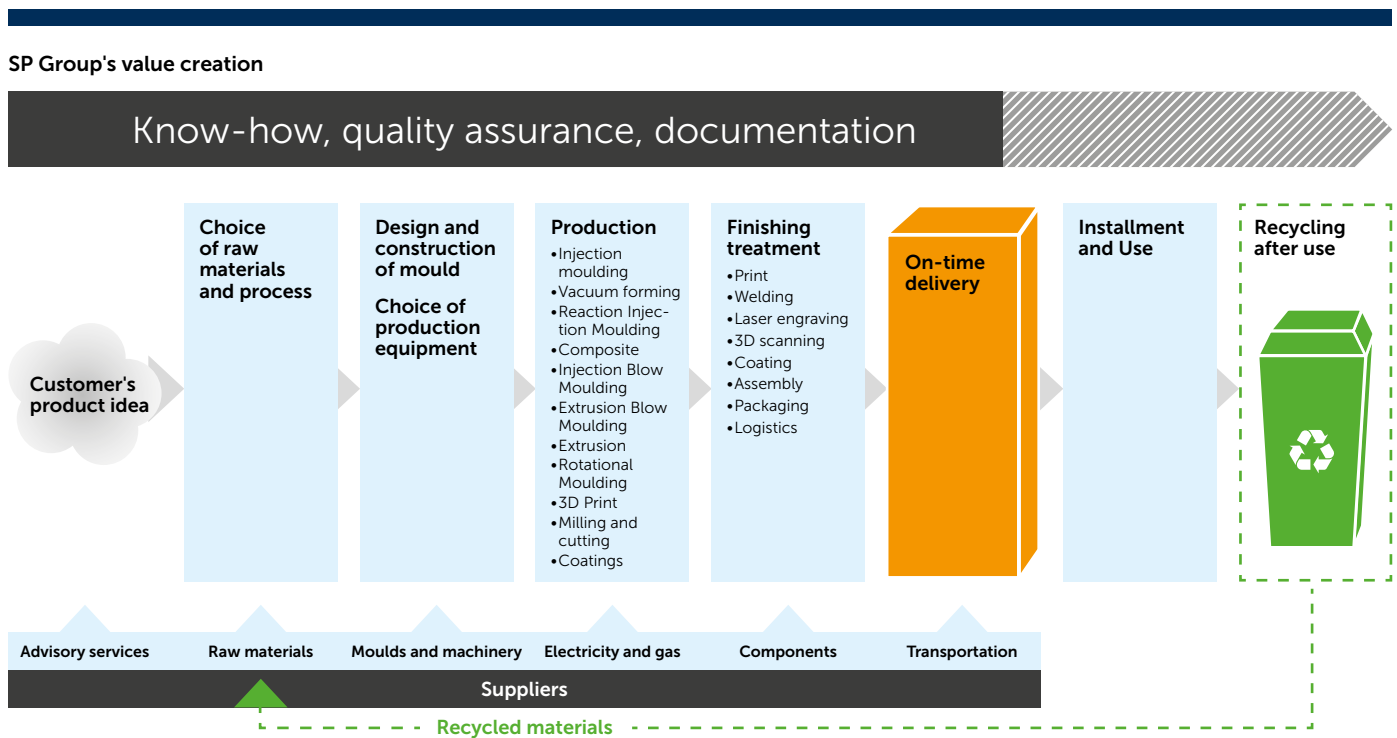 SP Group's value creation
Know-how, quality assurance, documentation
Customer's
product idea
Choice
of raw
materials
and process
Design and
construction
of mould
Choice of
production
equipment
Production
•Injection
moulding
•Vacuum forming
•Reaction Injec-
tion Moulding
•Composite
•Injection Blow
Moulding
•Extrusion Blow
Moulding
•Extrusion
•Rotational
Moulding
•3D Print
•Milling and
cutting
•Coatings
Finishing
treatment
•Print
•Welding
•Laser engraving
•3D scanning
•Coating
•Assembly
•Packaging
•Logistics
On-time
delivery
Installment
and Use
Recycling
after use
Advisory services
Raw materials
Moulds and machinery
Electricity and gas
Components
Transportation
Suppliers
Recycled materials